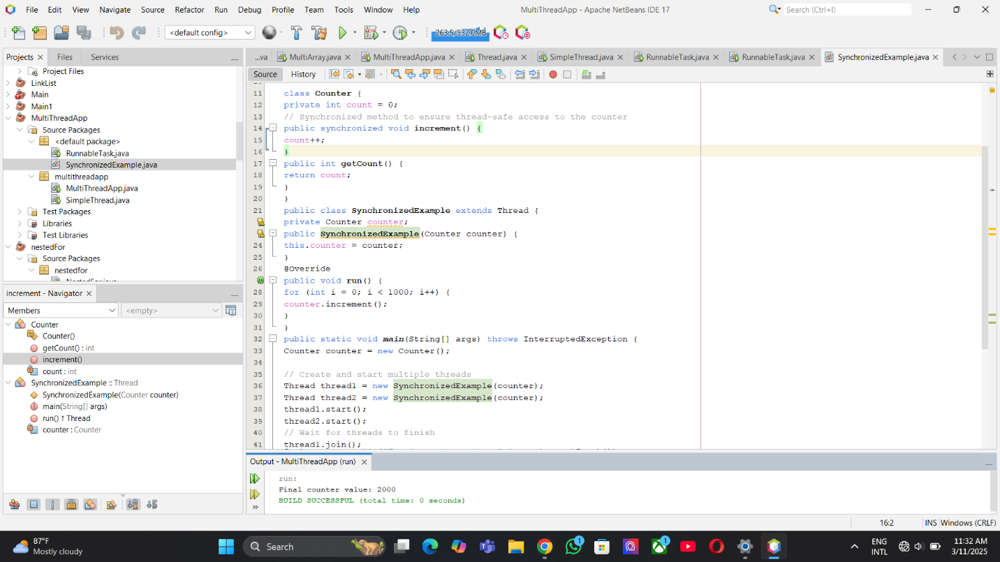 File Edit View Navigate Source Refactor Run Debug Profile Team Tools Window Help
MultiThreadApp - Apache NetBeans IDE 17
Search (Ctrl+I)
<default config>
263.5/532.0MB
Projects Files Services
Project Files
LinkList
Main
Main1
MultiThreadApp
Source Packages
<default package>
RunnableTask.java
SynchronizedExample.java
multithreadapp
MultiThreadApp.java
SimpleThread.java
Test Packages
Libraries
Test Libraries
nestedFor
Source Packages
nestedfor
increment - Navigator
Members <empty>
Counter
Counter()
getCount() : int
increment()
count : int
SynchronizedExample :: Thread
SynchronizedExample(Counter counter)
main(String[] args)
run() ↑ Thread
counter : Counter
...va MultiArray.java MultiThreadApp.java Thread.java SimpleThread.java RunnableTask.java RunnableTask.java SynchronizedExample.java
Source History
11 class Counter {
12 private int count = 0;
13 // Synchronized method to ensure thread-safe access to the counter
14 public synchronized void increment() {
15 count++;
16 }
17 public int getCount() {
18 return count;
19 }
20 }
21 public class SynchronizedExample extends Thread {
private Counter counter;
public SynchronizedExample(Counter counter) {
24 this.counter = counter;
25 }
26 @Override
public void run() {
28 for (int i = 0; i < 1000; i++) {
29 counter.increment();
30 }
31 }
32 public static void main(String[] args) throws InterruptedException {
33 Counter counter = new Counter();
34
35 // Create and start multiple threads
36 Thread thread1 = new SynchronizedExample(counter);
37 Thread thread2 = new SynchronizedExample(counter);
38 thread1.start();
39 thread2.start();
40 // Wait for threads to finish
41 thread1.join();
Output - MultiThreadApp (run)
run:
Final counter value: 2000
BUILD SUCCESSFUL (total time: 0 seconds)
16:2 INS Windows (CRLF)
87°F
Mostly cloudy
Search
1
1
ENG
INTL
11:32 AM
3/11/2025